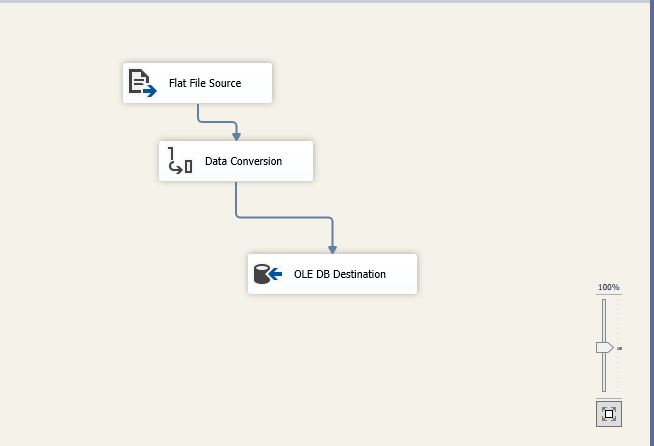 Flat File Source
Data Conversion
OLE DB Destination
100%